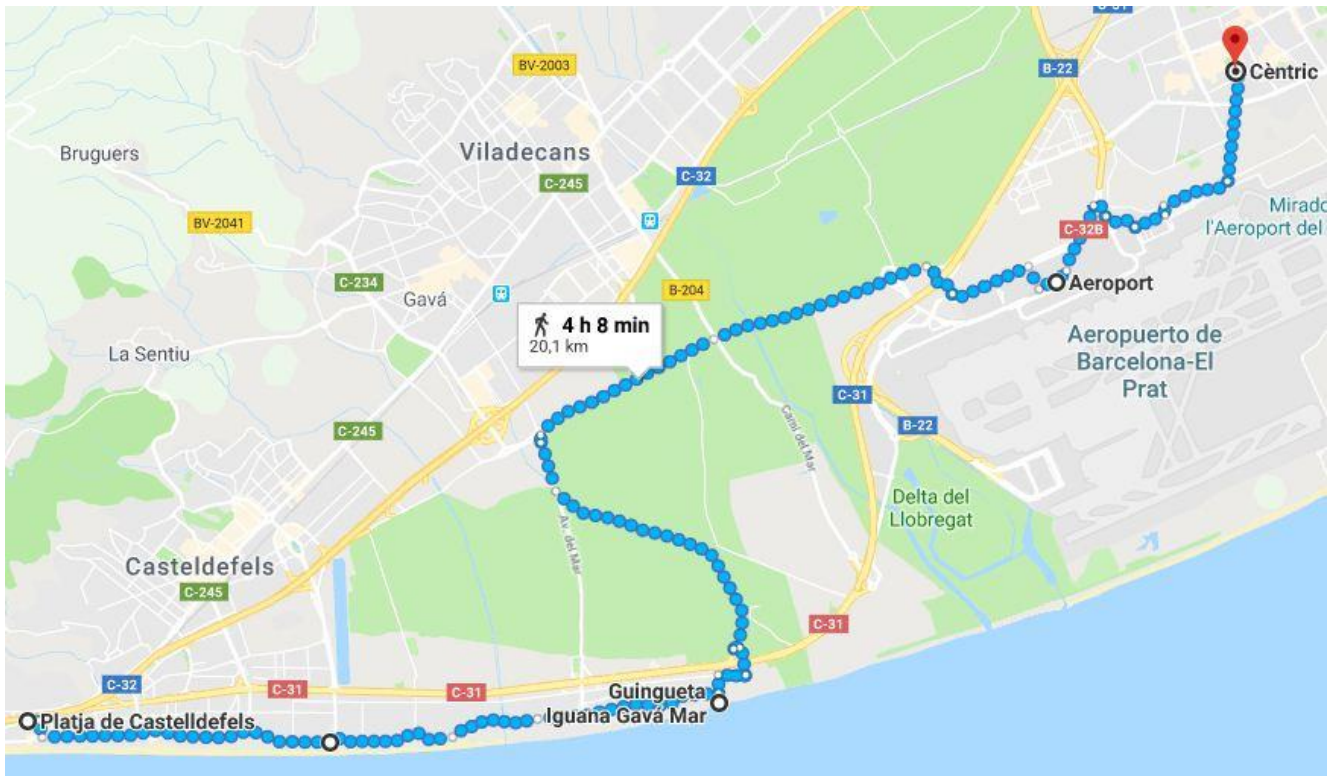 C-31
BV-2003
B-22
Cèntric
Bruguers
Viladecans
C-245
C-32
BV-2041
Mirado
l'Aeroport del
C-32B
C-234
Gavá
B-204
Aeroport
4 h 8 min
20,1 km
La Sentiu
Aeropuerto de
Barcelona-El
Prat
C-31
C-245
Camí del Mar
B-22
Delta del
Llobregat
Av. del Mar
Casteldefels
C-245
C-31
C-32
C-31
C-31
Guingueta
Iguana Gavá Mar
Platja de Castelldefels